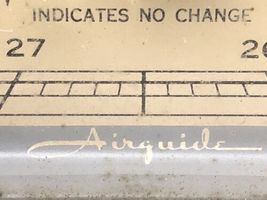 INDICATES NO CHANGE
27
Airguide